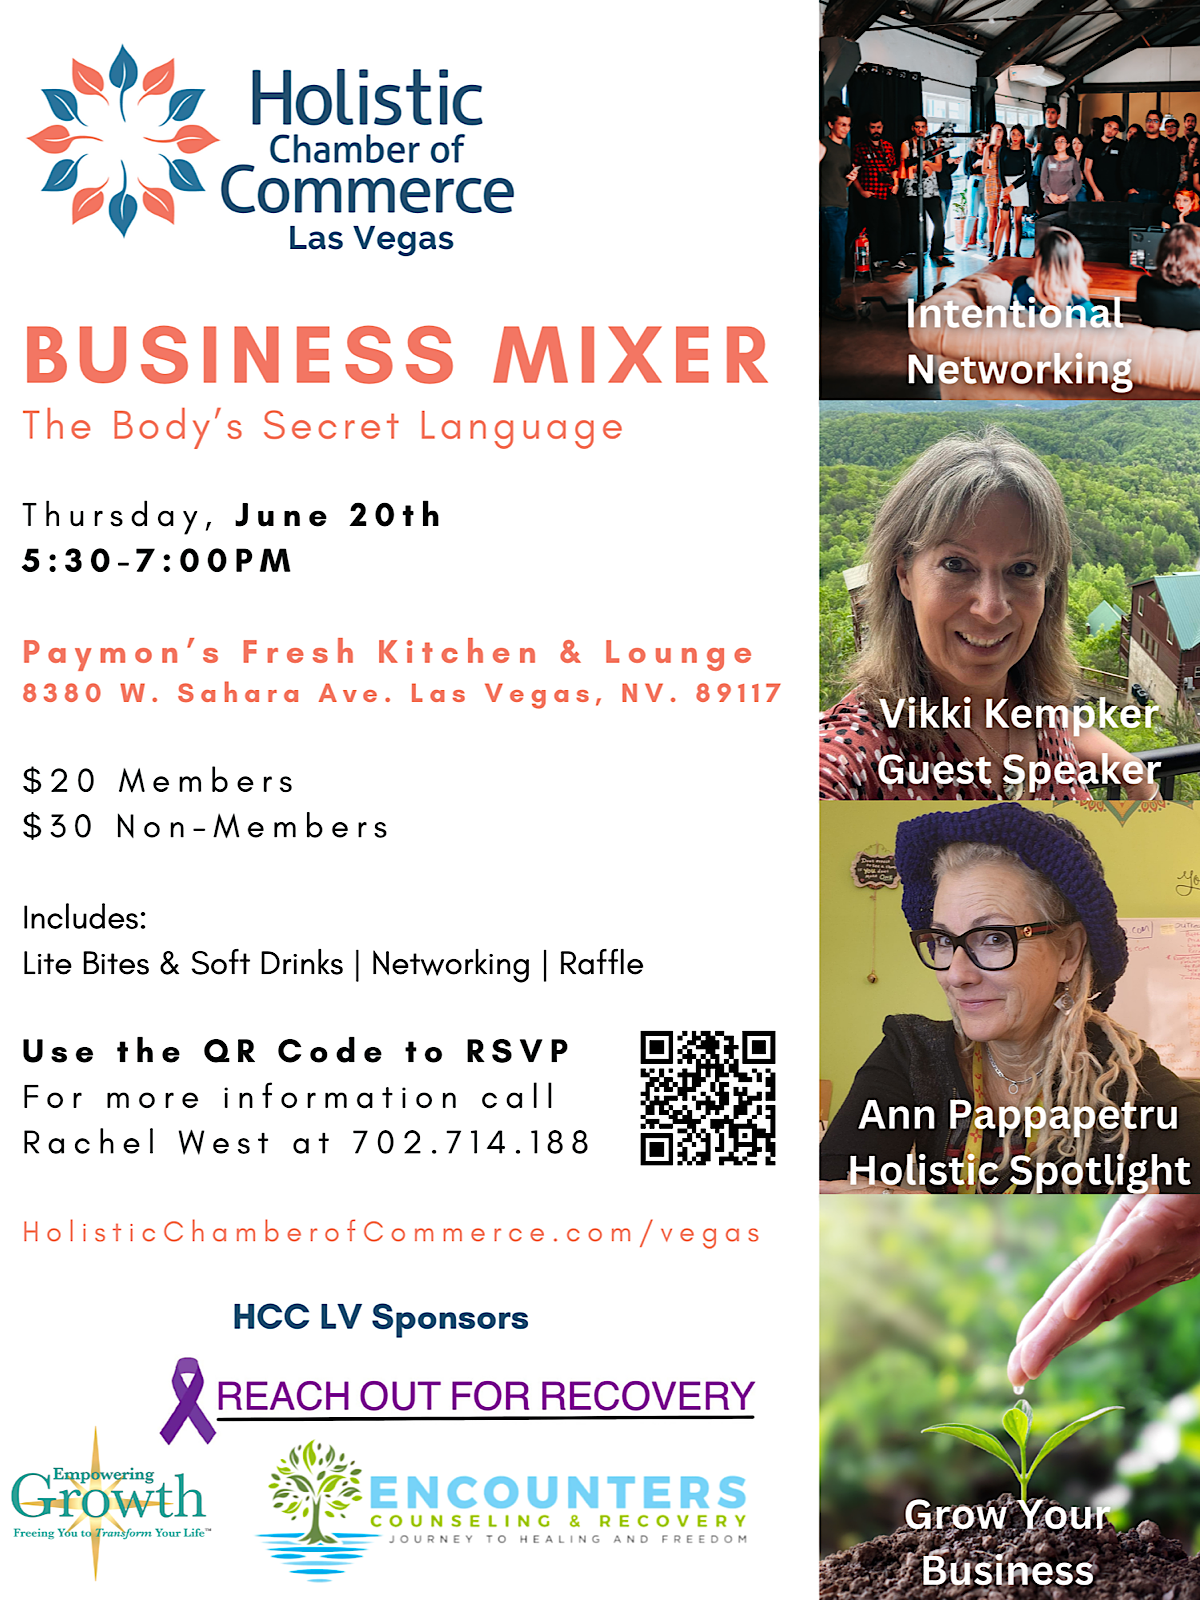 Holistic
Chamber of
Commerce
Las Vegas
BUSINESS MIXER
The Body's Secret Language
Thursday, June 20th
5:30-7:00PM
Paymon's Fresh Kitchen & Lounge
8380 W. Sahara Ave. Las Vegas, NV. 89117
$20 Members
$30 Non-Members
Includes:
Lite Bites & Soft Drinks | Networking | Raffle
Use the QR Code to RSVP
For more information call
Rachel West at 702.714.188
HolisticChamberofCommerce.com/vegas
HCC LV Sponsors
REACH OUT FOR RECOVERY
Empowering
Growth
Freeing You to Transform Your Life™
ENCOUNTERS
COUNSELING & RECOVERY
JOURNEY TO HEALING AND FREEDOM
Intentional
Networking
Vikki Kempker
Guest Speaker
Ann Pappapetru
Holistic Spotlight
Grow Your
Business